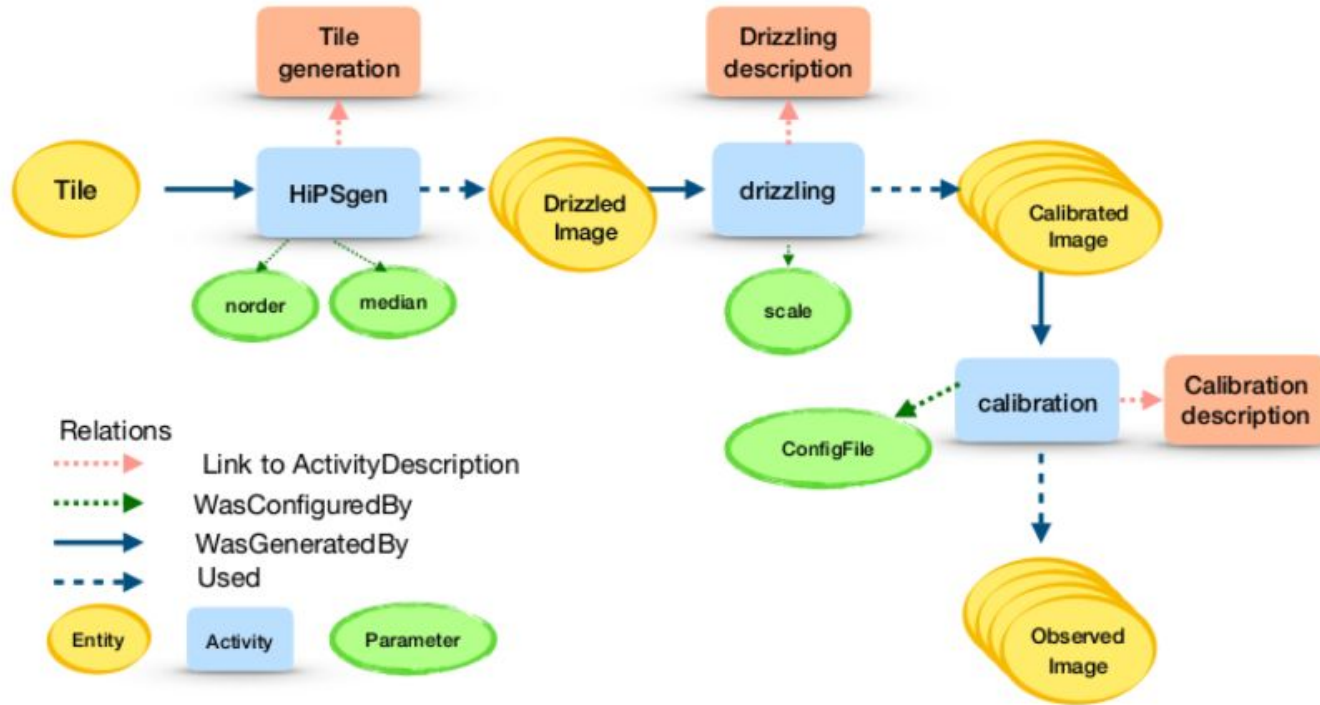 Tile
generation
Drizzling
description
Tile
HiPSgen
Drizzled
Image
drizzling
Calibrated
Image
norder
median
scale
calibration
Calibration
description
ConfigFile
Relations
Link to ActivityDescription
WasConfiguredBy
WasGeneratedBy
Used
Entity
Activity
Parameter
Observed
Image